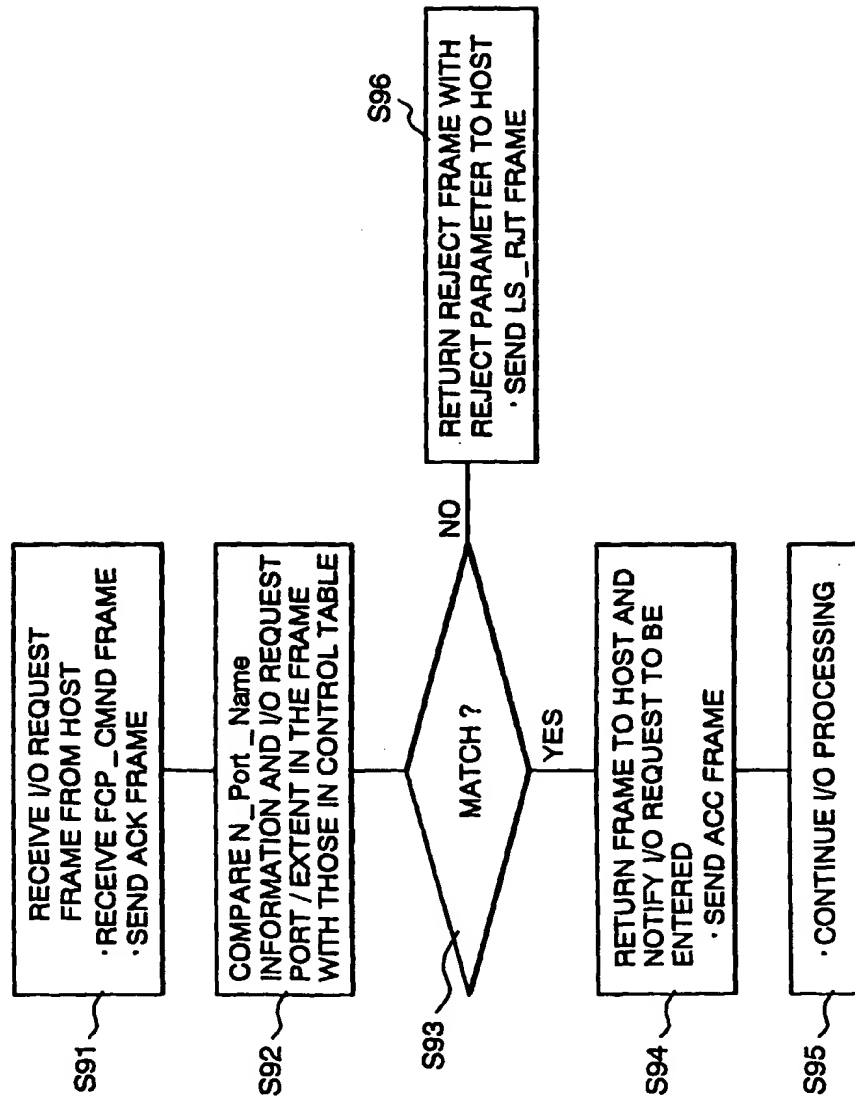 S91
RECEIVE I/O REQUEST
FRAME FROM HOST
·RECEIVE FCP_CMND FRAME
·SEND ACK FRAME
S92
COMPARE N_Port_Name
INFORMATION AND I/O REQUEST
PORT / EXTENT IN THE FRAME
WITH THOSE IN CONTROL TABLE
S93
MATCH ?
NO
YES
S96
RETURN REJECT FRAME WITH
REJECT PARAMETER TO HOST
·SEND LS_RJT FRAME
S94
RETURN FRAME TO HOST AND
NOTIFY I/O REQUEST TO BE
ENTERED
·SEND ACC FRAME
S95
·CONTINUE I/O PROCESSING